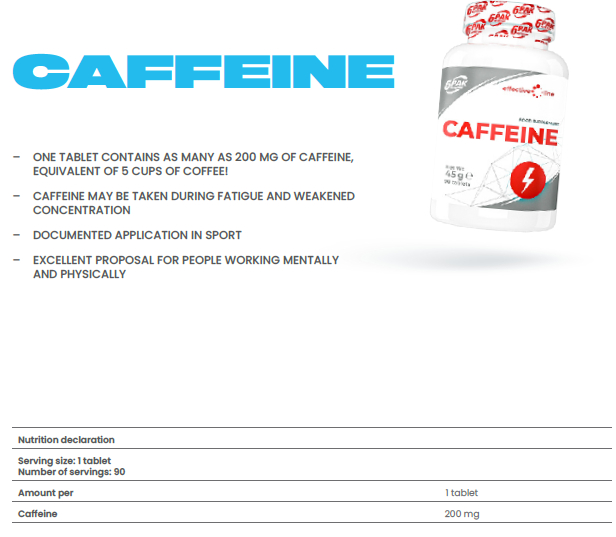 6PAK 6PAK 6PAK
CAFFEINE
6PAK
effective line
FOOD SUPPLEMENT
CAFFEINE
45 g ℮
– ONE TABLET CONTAINS AS MANY AS 200 MG OF CAFFEINE,
EQUIVALENT OF 5 CUPS OF COFFEE!
– CAFFEINE MAY BE TAKEN DURING FATIGUE AND WEAKENED
CONCENTRATION
– DOCUMENTED APPLICATION IN SPORT
– EXCELLENT PROPOSAL FOR PEOPLE WORKING MENTALLY
AND PHYSICALLY
Nutrition declaration
Serving size: 1 tablet
Number of servings: 90
Amount per 1 tablet
Caffeine 200 mg